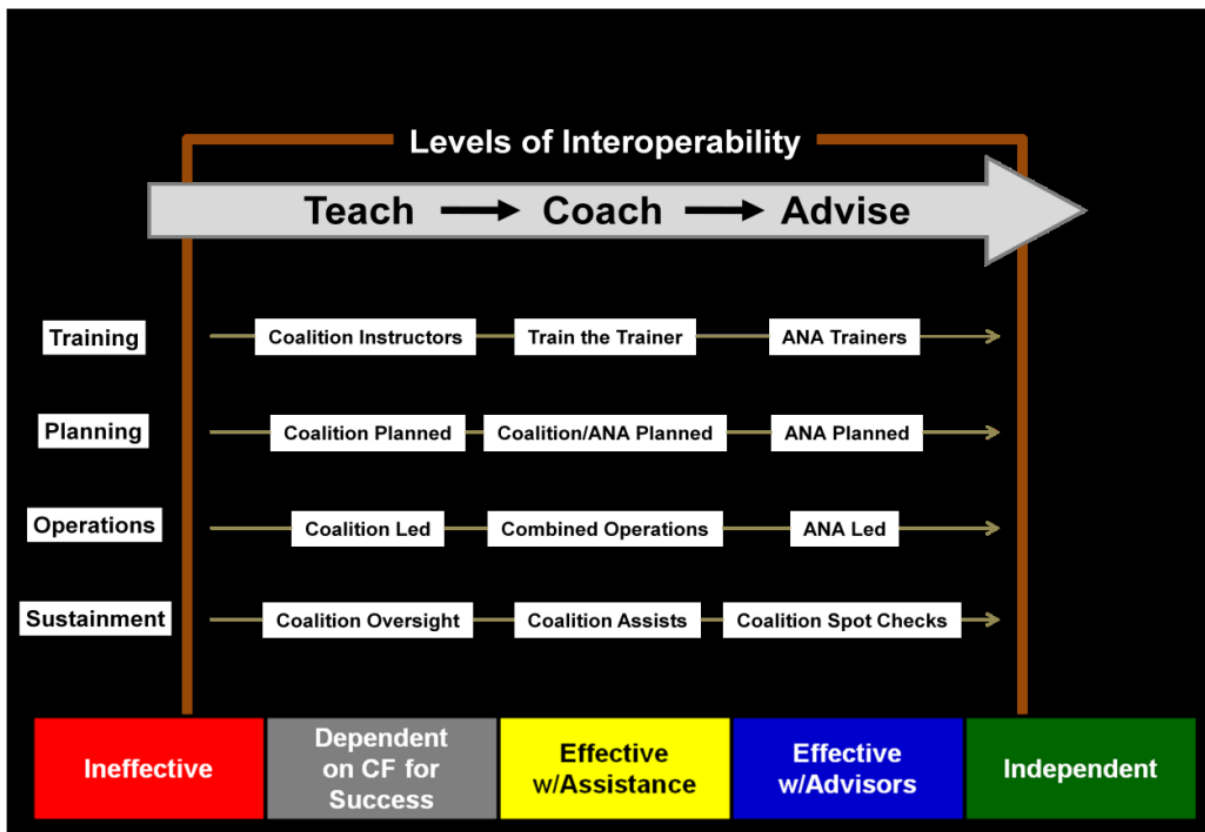 Levels of Interoperability
Teach Coach Advise
Training Coalition Instructors Train the Trainer ANA Trainers
Planning Coalition Planned Coalition/ANA Planned ANA Planned
Operations Coalition Led Combined Operations ANA Led
Sustainment Coalition Oversight Coalition Assists Coalition Spot Checks
Ineffective
Dependent
on CF for
Success
Effective
w/Assistance
Effective
w/Advisors
Independent